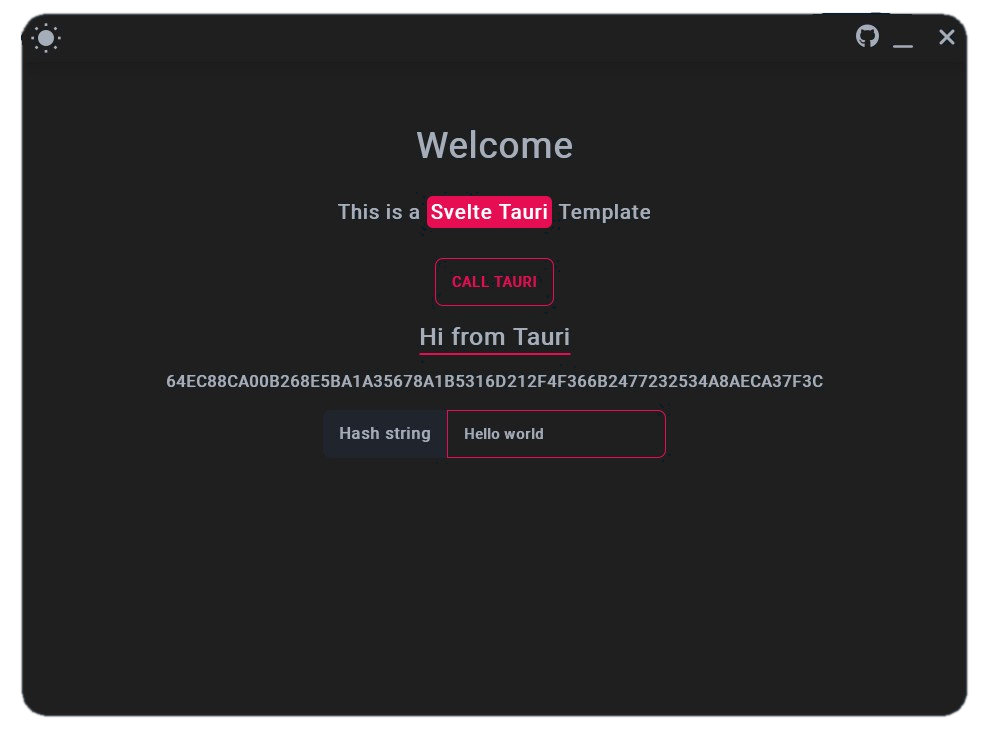 Welcome
This is a Svelte Tauri Template
CALL TAURI
Hi from Tauri
64EC88CA00B268E5BA1A35678A1B5316D212F4F366B2477232534A8AECA37F3C
Hash string Hello world